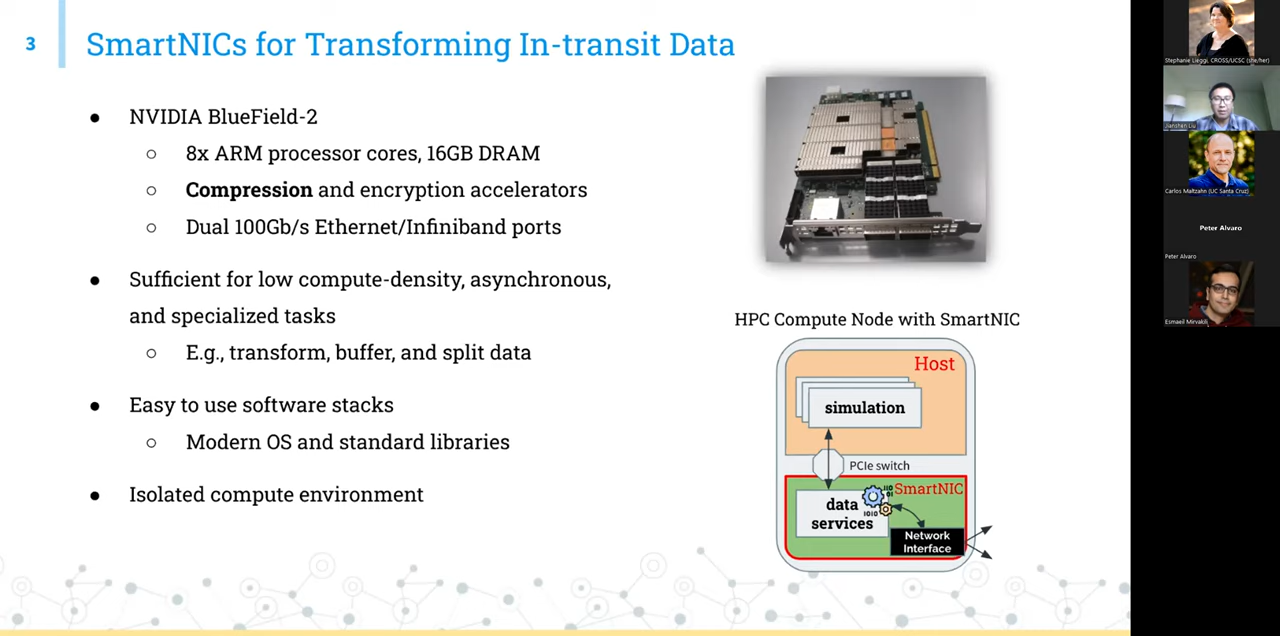 3
SmartNICs for Transforming In-transit Data
● NVIDIA BlueField-2
○ 8x ARM processor cores, 16GB DRAM
○ Compression and encryption accelerators
○ Dual 100Gb/s Ethernet/Infiniband ports
● Sufficient for low compute-density, asynchronous,
and specialized tasks
○ E.g., transform, buffer, and split data
● Easy to use software stacks
○ Modern OS and standard libraries
● Isolated compute environment
HPC Compute Node with SmartNIC
Host
simulation
PCIe switch
SmartNIC
data
services
110
01
1010
Network
Interface
Stephanie Lieggi, CROSS/UCSC (she/her)
Jianshen Liu
Carlos Maltzahn (UC Santa Cruz)
Peter Alvaro
Peter Alvaro
Esmaeil Mirvakili